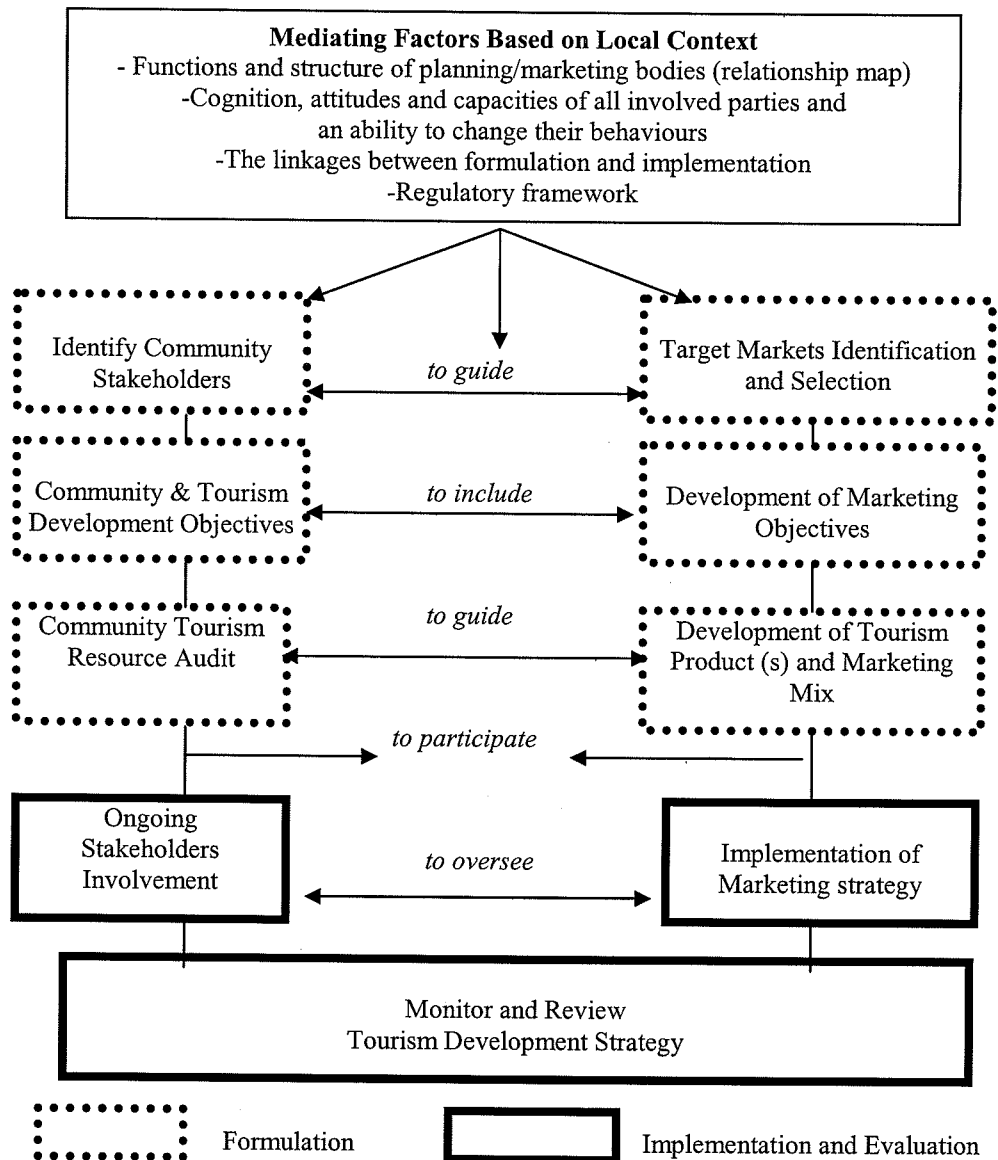 Mediating Factors Based on Local Context
- Functions and structure of planning/marketing bodies (relationship map)
-Cognition, attitudes and capacities of all involved parties and
an ability to change their behaviours
-The linkages between formulation and implementation
-Regulatory framework
Identify Community
Stakeholders
to guide
Target Markets Identification
and Selection
Community & Tourism
Development Objectives
to include
Development of Marketing
Objectives
Community Tourism
Resource Audit
to guide
Development of Tourism
Product (s) and Marketing
Mix
to participate
Ongoing
Stakeholders
Involvement
to oversee
Implementation of
Marketing strategy
Monitor and Review
Tourism Development Strategy
Formulation
Implementation and Evaluation